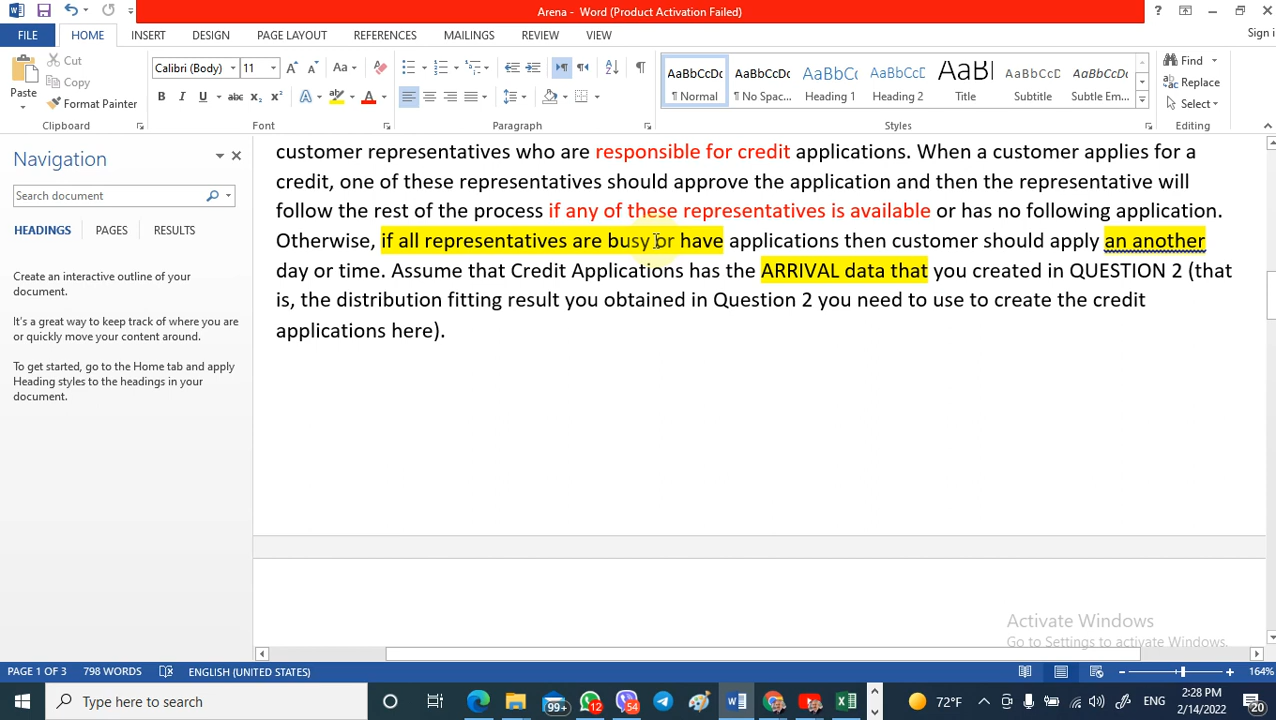 Arena - Word (Product Activation Failed)
?
FILE HOME INSERT DESIGN PAGE LAYOUT REFERENCES MAILINGS REVIEW VIEW Sign i
Cut
Copy
Format Painter
Paste
Calibri (Body) 11
Aa
B I U abc x₂ x²
A A
AaBbCcDc AaBbCcDc AaBbCc AaBbCcD AaBl AaBbCcD AaBbCcDc
¶ Normal ¶ No Spac... Heading 1 Heading 2 Title Subtitle Subtle Em...
Find
Replace
Select
Clipboard Font Paragraph Styles Editing
Navigation
Search document
HEADINGS PAGES RESULTS
Create an interactive outline of your
document.
It's a great way to keep track of where you are
or quickly move your content around.
To get started, go to the Home tab and apply
Heading styles to the headings in your
document.
customer representatives who are responsible for credit applications. When a customer applies for a
credit, one of these representatives should approve the application and then the representative will
follow the rest of the process if any of these representatives is available or has no following application.
Otherwise, if all representatives are busy or have applications then customer should apply an another
day or time. Assume that Credit Applications has the ARRIVAL data that you created in QUESTION 2 (that
is, the distribution fitting result you obtained in Question 2 you need to use to create the credit
applications here).
Activate Windows
Go to Settings to activate Windows.
PAGE 1 OF 3 798 WORDS ENGLISH (UNITED STATES) 164%
Type here to search
99+ 12 54
72°F
ENG
2:28 PM
2/14/2022
20